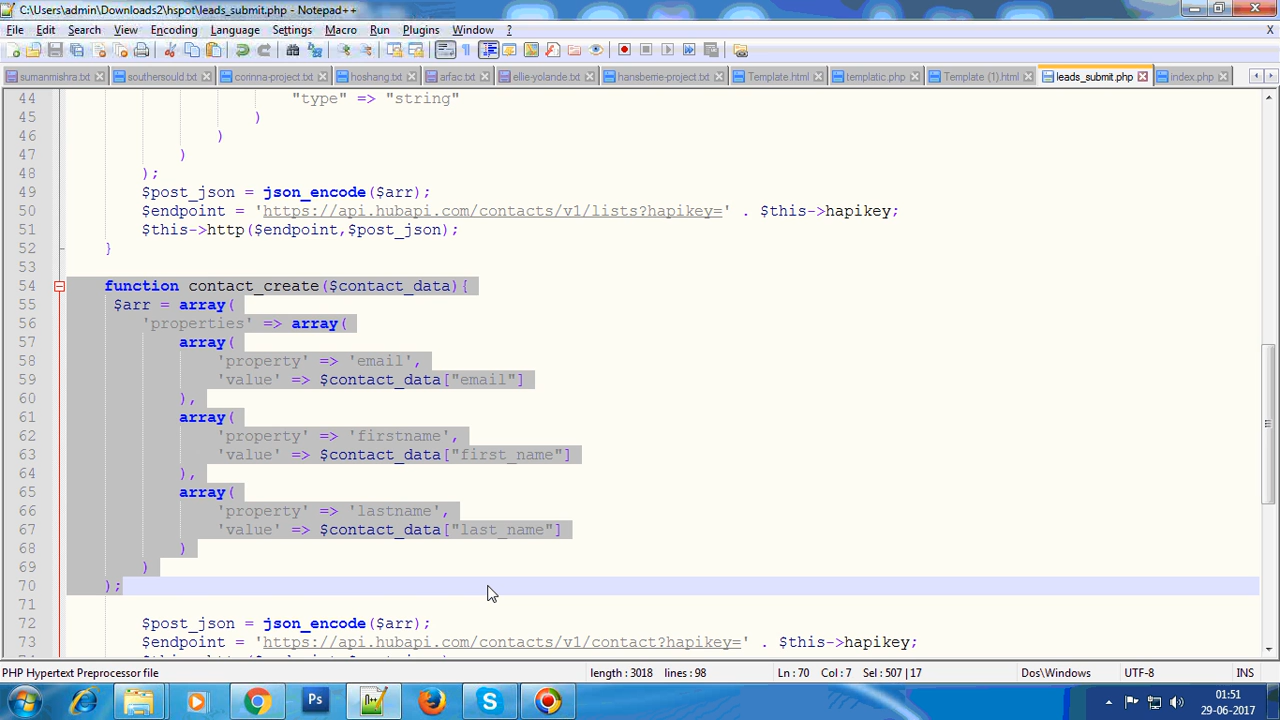 C:\Users\admin\Downloads2\hspot\leads_submit.php - Notepad++
File Edit Search View Encoding Language Settings Macro Run Plugins Window ? X
sumanmishra.txt southersould.txt connna-project.txt hoshang.txt arfac.txt ellie-yolande.txt hansberrie-project.txt Template.html templatic.php Template (1).html leads_submit.php index.php
44 "type" => "string"
45 )
46 )
47 )
48 );
49 $post_json = json_encode($arr);
50 $endpoint = 'https://api.hubapi.com/contacts/v1/lists?hapikey=' . $this->hapikey;
51 $this->http($endpoint,$post_json);
52 }
53
54 function contact_create($contact_data){
55 $arr = array(
56 'properties' => array(
57 array(
58 'property' => 'email',
59 'value' => $contact_data["email"]
60 ),
61 array(
62 'property' => 'firstname',
63 'value' => $contact_data["first_name"]
64 ),
65 array(
66 'property' => 'lastname',
67 'value' => $contact_data["last_name"]
68 )
69 )
70 );
71
72 $post_json = json_encode($arr);
73 $endpoint = 'https://api.hubapi.com/contacts/v1/contact?hapikey=' . $this->hapikey;
PHP Hypertext Preprocessor file length : 3018 lines : 98 Ln : 70 Col : 7 Sel : 507 | 17 Dos\Windows UTF-8 INS
Ps 01:51
29-06-2017